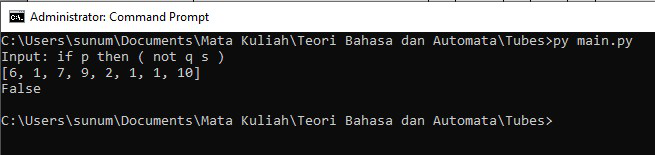 Administrator: Command Prompt
C:\Users\sunum\Documents\Mata Kuliah\Teori Bahasa dan Automata\Tubes>py main.py
Input: if p then ( not q s )
[6, 1, 7, 9, 2, 1, 1, 10]
False
C:\Users\sunum\Documents\Mata Kuliah\Teori Bahasa dan Automata\Tubes>